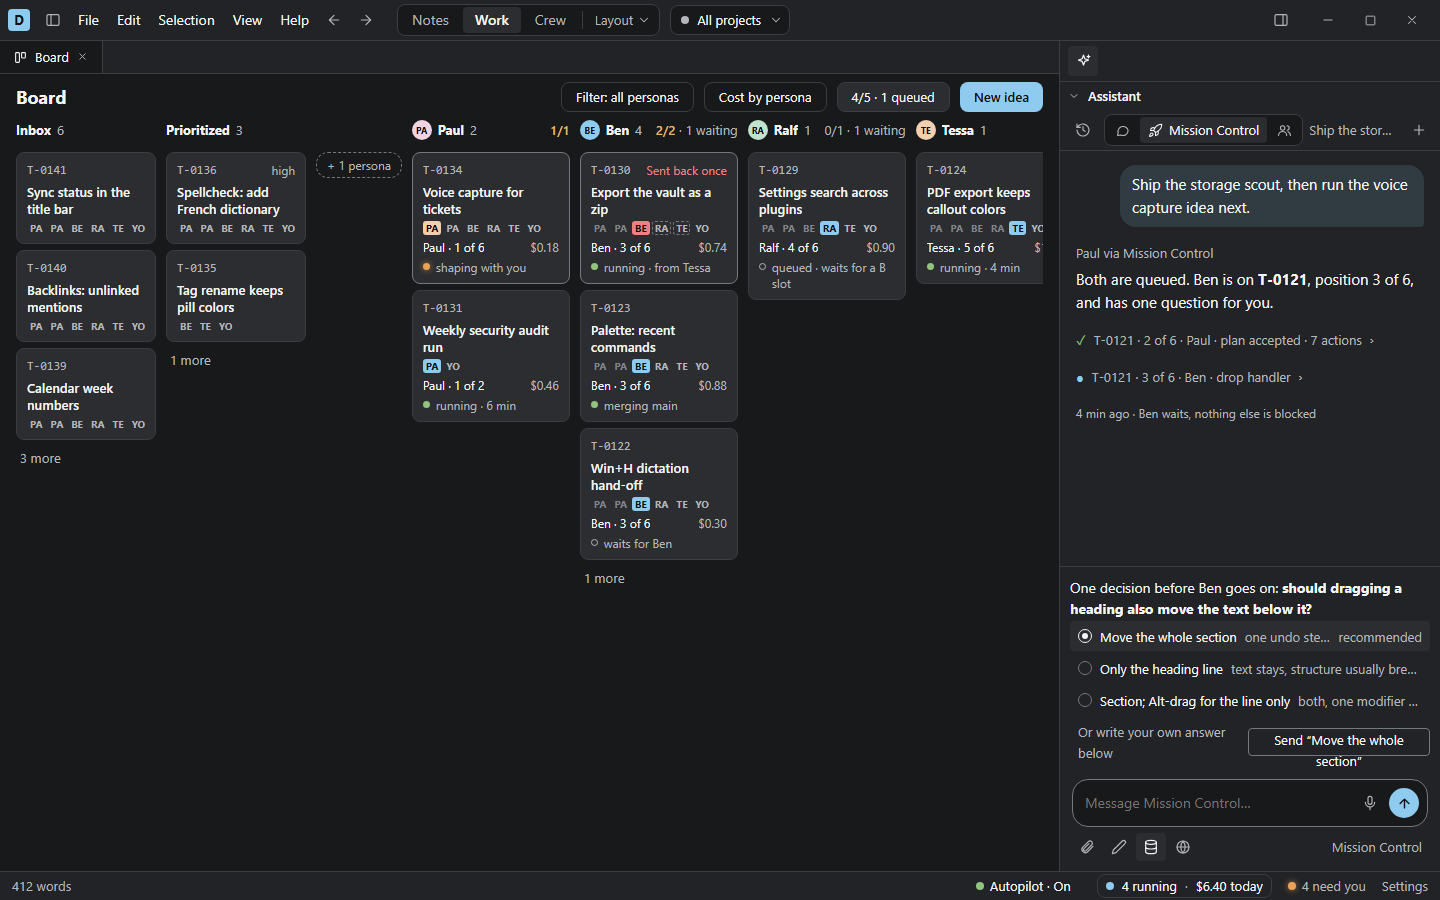 D File Edit Selection View Help Notes Work Crew Layout All projects
Board
Board
Filter: all personas Cost by persona 4/5 · 1 queued New idea
Inbox 6
T-0141
Sync status in the
title bar
PA PA BE RA TE YO
T-0140
Backlinks: unlinked
mentions
PA PA BE RA TE YO
T-0139
Calendar week
numbers
PA PA BE RA TE YO
3 more
Prioritized 3
T-0136 high
Spellcheck: add
French dictionary
PA PA BE RA TE YO
T-0135
Tag rename keeps
pill colors
BE TE YO
1 more
+ 1 persona
PA Paul 2 1/1
T-0134
Voice capture for
tickets
PA PA BE RA TE YO
Paul · 1 of 6 $0.18
shaping with you
T-0131
Weekly security audit
run
PA YO
Paul · 1 of 2 $0.46
running · 6 min
BE Ben 4 2/2 · 1 waiting
T-0130 Sent back once
Export the vault as a
zip
PA PA BE RA TE YO
Ben · 3 of 6 $0.74
running · from Tessa
T-0123
Palette: recent
commands
PA PA BE RA TE YO
Ben · 3 of 6 $0.88
merging main
T-0122
Win+H dictation
hand-off
PA PA BE RA TE YO
Ben · 3 of 6 $0.30
waits for Ben
1 more
RA Ralf 1 0/1 · 1 waiting
T-0129
Settings search across
plugins
PA PA BE RA TE YO
Ralf · 4 of 6 $0.90
queued · waits for a B
slot
TE Tessa 1
T-0124
PDF export keeps
callout colors
PA PA BE RA TE YO
Tessa · 5 of 6
running · 4 min
Assistant
Mission Control Ship the stor...
Ship the storage scout, then run the voice
capture idea next.
Paul via Mission Control
Both are queued. Ben is on T-0121, position 3 of 6,
and has one question for you.
✓ T-0121 · 2 of 6 · Paul · plan accepted · 7 actions ›
T-0121 · 3 of 6 · Ben · drop handler ›
4 min ago · Ben waits, nothing else is blocked
One decision before Ben goes on: should dragging a
heading also move the text below it?
Move the whole section one undo ste... recommended
Only the heading line text stays, structure usually bre...
Section; Alt-drag for the line only both, one modifier ...
Or write your own answer
below
Send “Move the whole
section”
Message Mission Control...
Mission Control
412 words Autopilot · On 4 running · $6.40 today 4 need you Settings